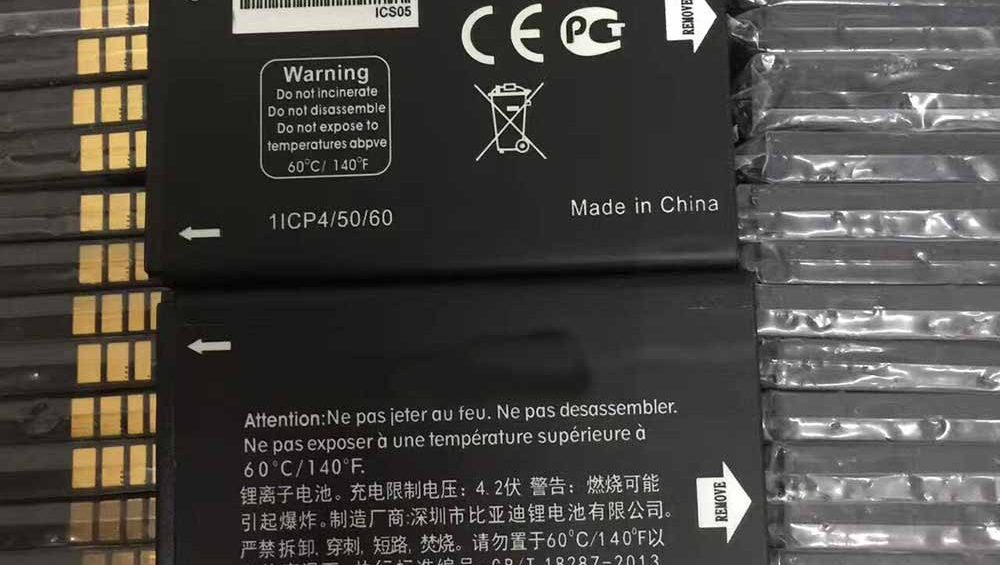 ICS05
CE PCT
REMOVE
Warning
Do not incinerate
Do not disassemble
Do not expose to
temperatures abpve
60°C/ 140°F
1ICP4/50/60
Made in China
Attention:Ne pas jeter au feu. Ne pas desassembler.
Ne pas exposer à une température supérieure à
60°C/140°F.
锂离子电池。充电限制电压: 4.2伏 警告: 燃烧可能
引起爆炸。制造厂商:深圳市比亚迪锂电池有限公司。
严禁拆卸, 穿刺, 短路, 焚烧。请勿置于60°C/140°F以
REMOVE
GB/T 18287-2013